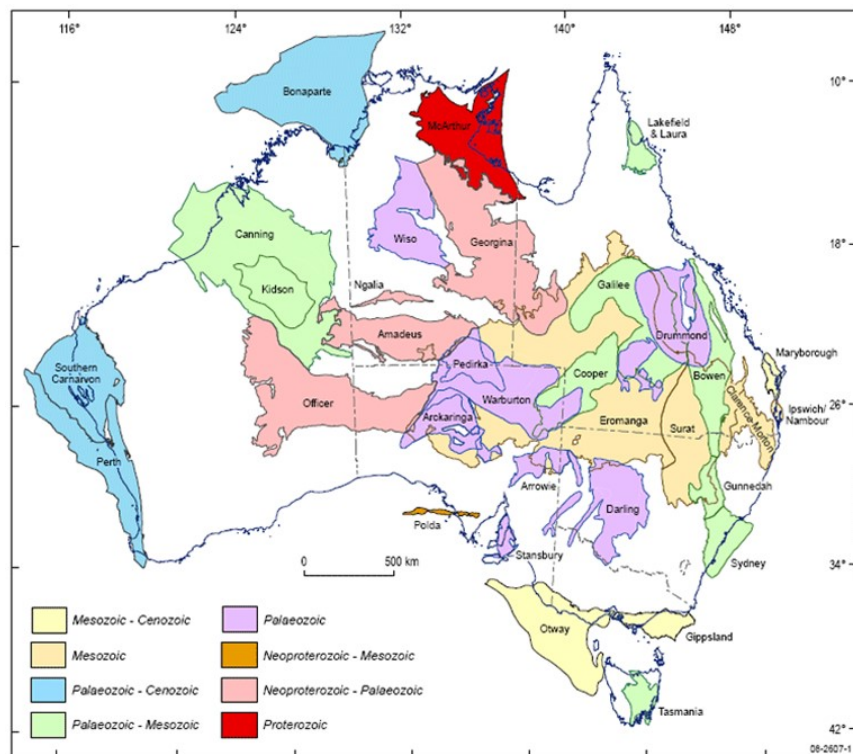 116°
124°
132°
140°
148°
10°
18°
26°
34°
42°
Bonaparte
McArthur
Lakefield
& Laura
Canning
Wiso
Georgina
Kidson
Ngalia
Galilee
Amadeus
Drummond
Southern
Carnarvon
Pedirka
Maryborough
Cooper
Bowen
Officer
Warburton
Ipswich/
Nambour
Arckaringa
Eromanga
Surat
Clarence-Morton
Perth
Arrowie
Gunnedah
Polda
Darling
Stansbury
Sydney
0
500 km
Otway
Gippsland
Tasmania
Mesozoic - Cenozoic
Mesozoic
Palaeozoic - Cenozoic
Palaeozoic - Mesozoic
Palaeozoic
Neoproterozoic - Mesozoic
Neoproterozoic - Palaeozoic
Proterozoic
08-2607-1